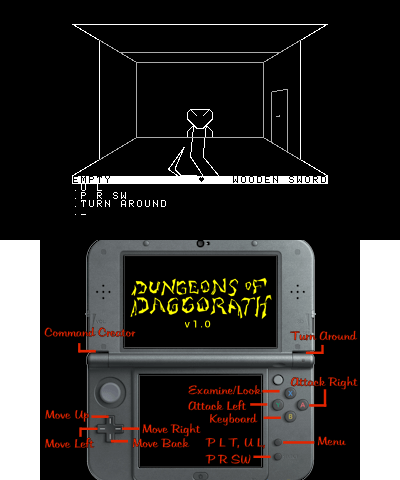 EMPTY WOODEN SWORD
.U L
.P R SW
.TURN AROUND
._
DUNGEONS OF
DAGGORATH
v1.0
Command Creator
Turn Around
Examine/Look
Attack Right
Attack Left
Keyboard
Move Up
Move Right
P L T, U L
Menu
Move Left
Move Back
P R SW
X
Y
A
B